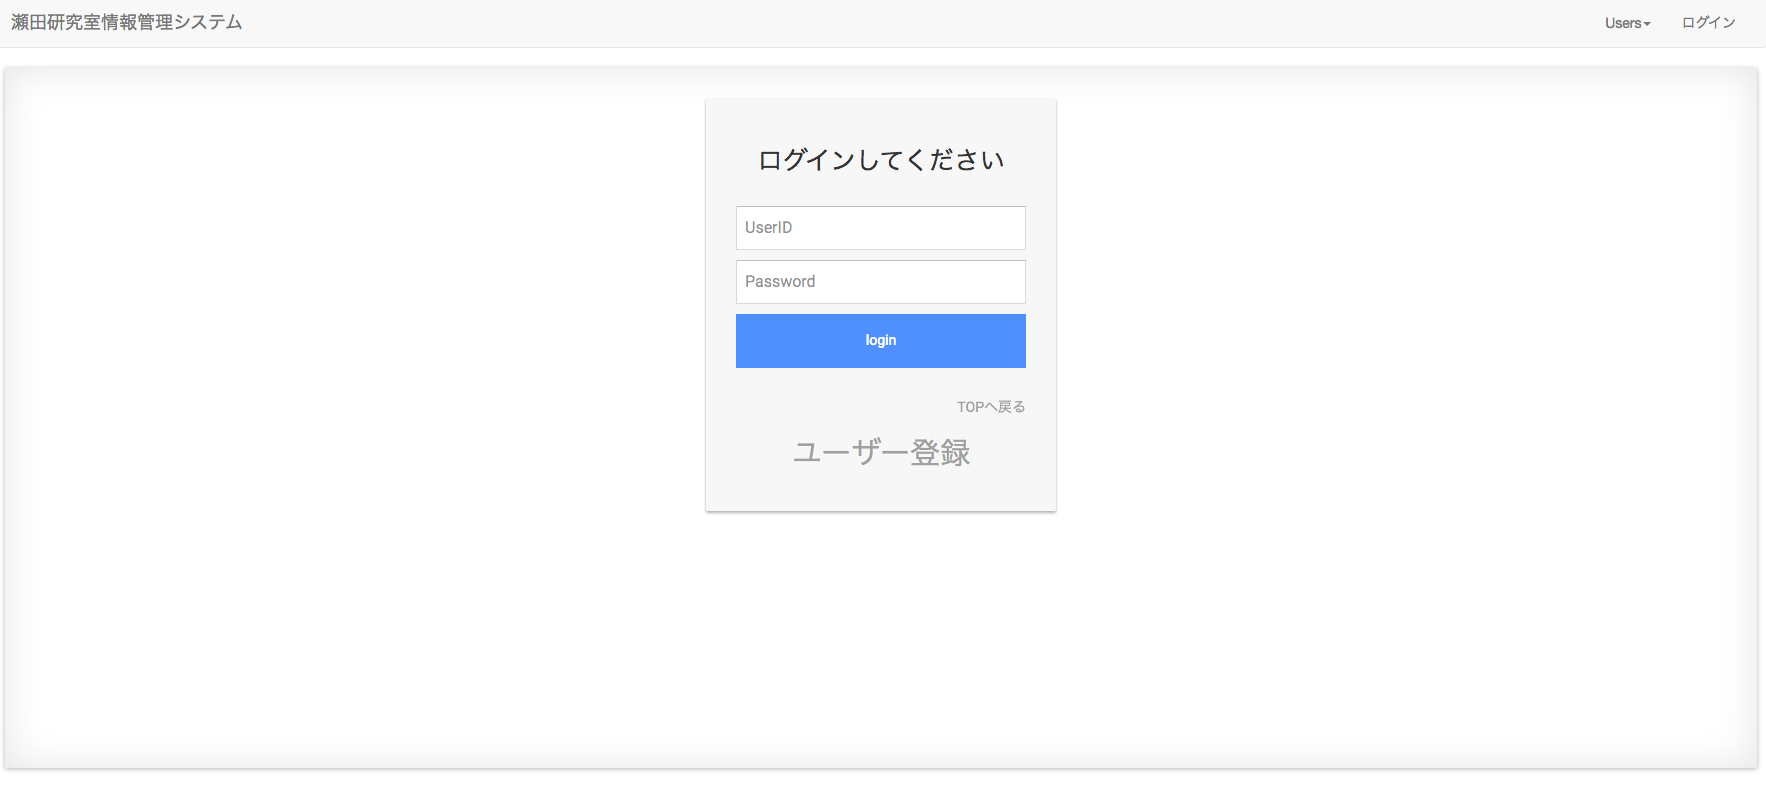 瀬田研究室情報管理システム
Users
ログイン
ログインしてください
UserID
Password
login
TOPへ戻る
ユーザー登録